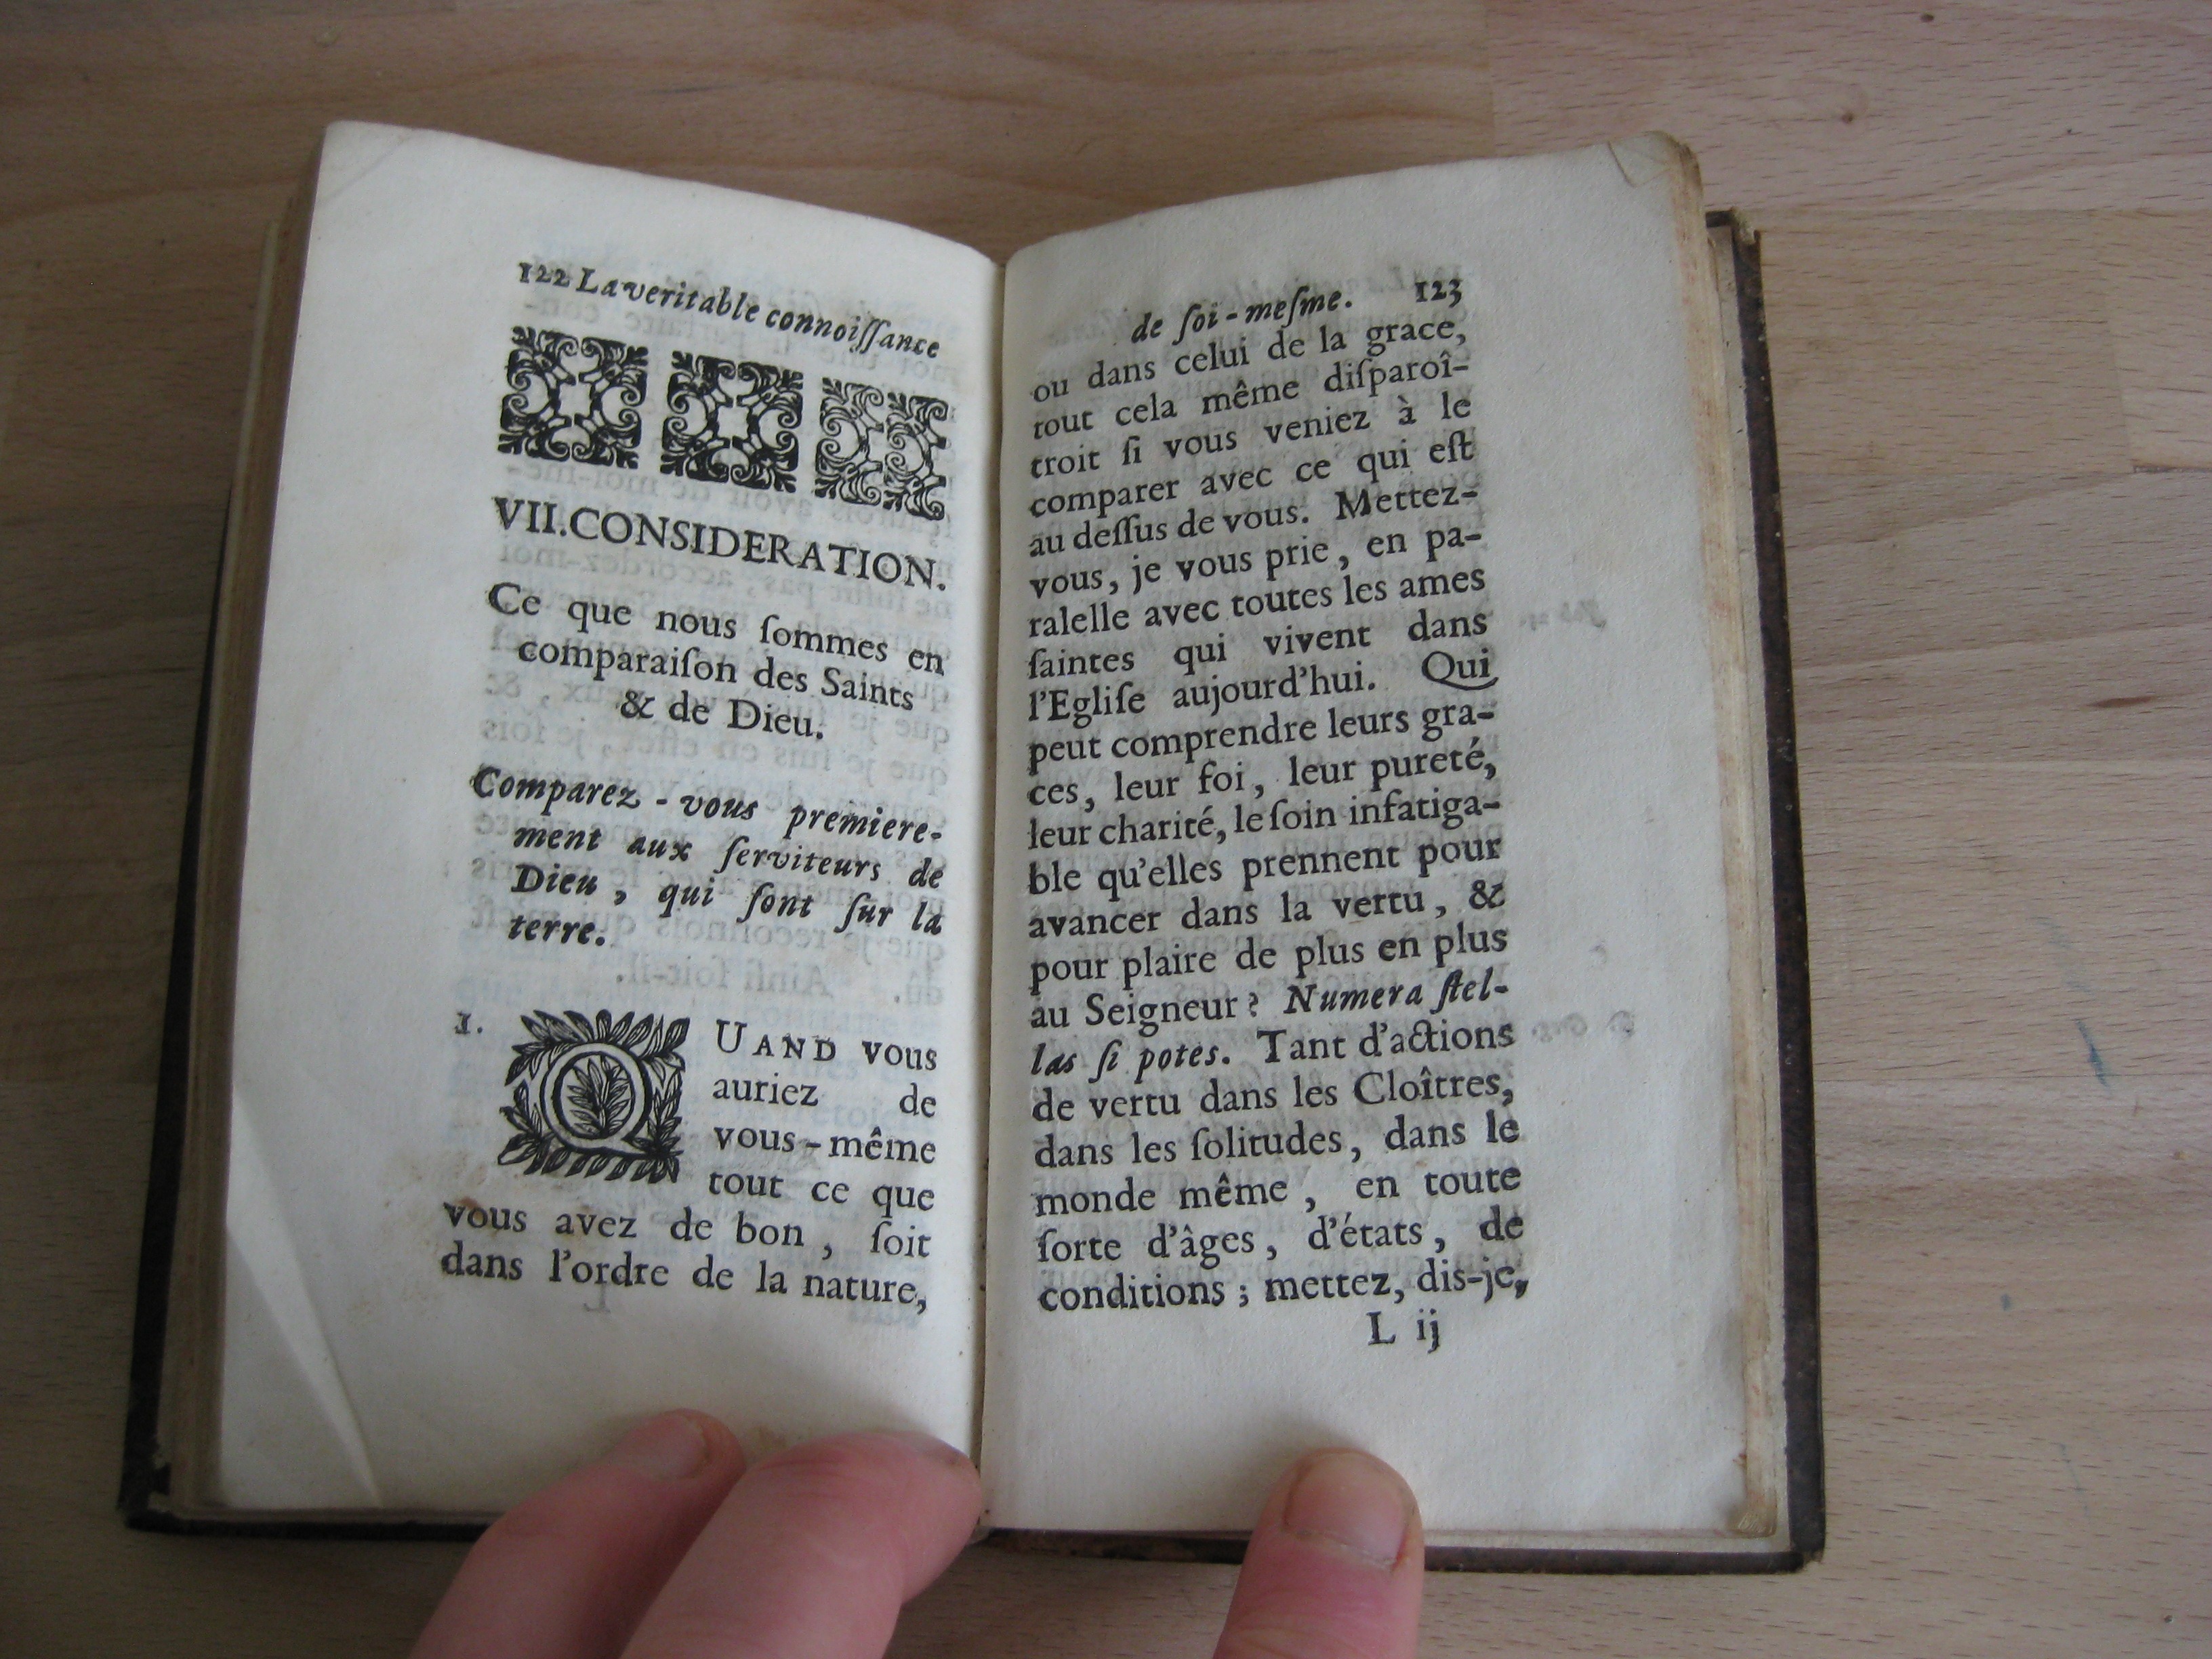 122 La veritable connoiſſance
VII. CONSIDERATION.
Ce que nous ſommes en
comparaiſon des Saints
& de Dieu.
Comparez-vous premiere-
ment aux ſerviteurs de
Dieu, qui ſont ſur la
terre.
1. QUAND vous
auriez de
vous-même
tout ce que
vous avez de bon, ſoit
dans l'ordre de la nature,
de ſoi-meſme. 123
ou dans celui de la grace,
tout cela même diſparoî-
troit ſi vous veniez à le
comparer avec ce qui eſt
au deſſus de vous. Mettez-
vous, je vous prie, en pa-
ralelle avec toutes les ames
ſaintes qui vivent dans
l'Egliſe aujourd'hui. Qui
peut comprendre leurs gra-
ces, leur foi, leur pureté,
leur charité, le ſoin infatiga-
ble qu'elles prennent pour
avancer dans la vertu, &
pour plaire de plus en plus
au Seigneur? Numera ſtel-
las ſi potes. Tant d'actions
de vertu dans les Cloîtres,
dans les ſolitudes, dans le
monde même, en toute
ſorte d'âges, d'états, de
conditions; mettez, dis-je,
L ij